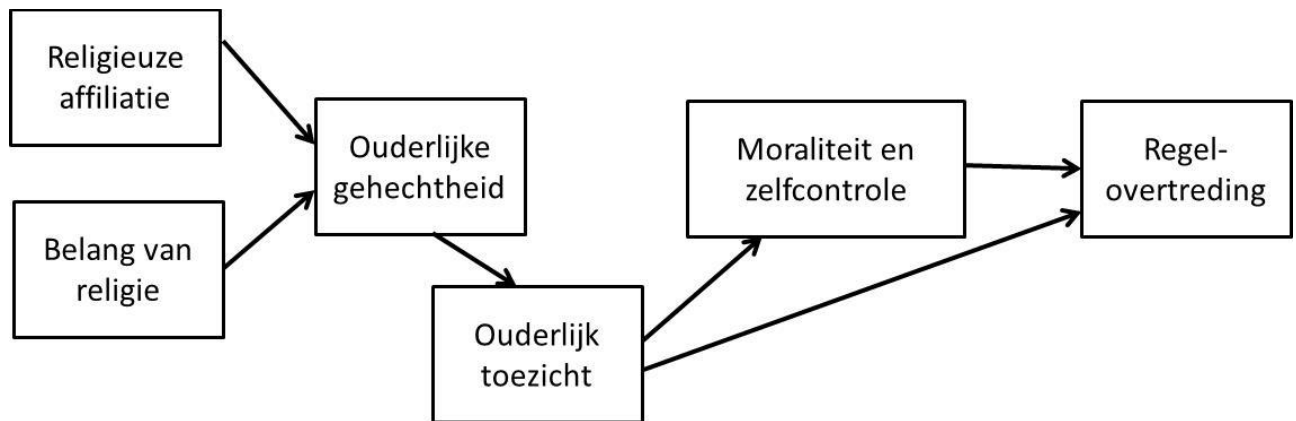 Religieuze
affiliatie
Belang van
religie
Ouderlijke
gehechtheid
Ouderlijk
toezicht
Moraliteit en
zelfcontrole
Regel-
overtreding